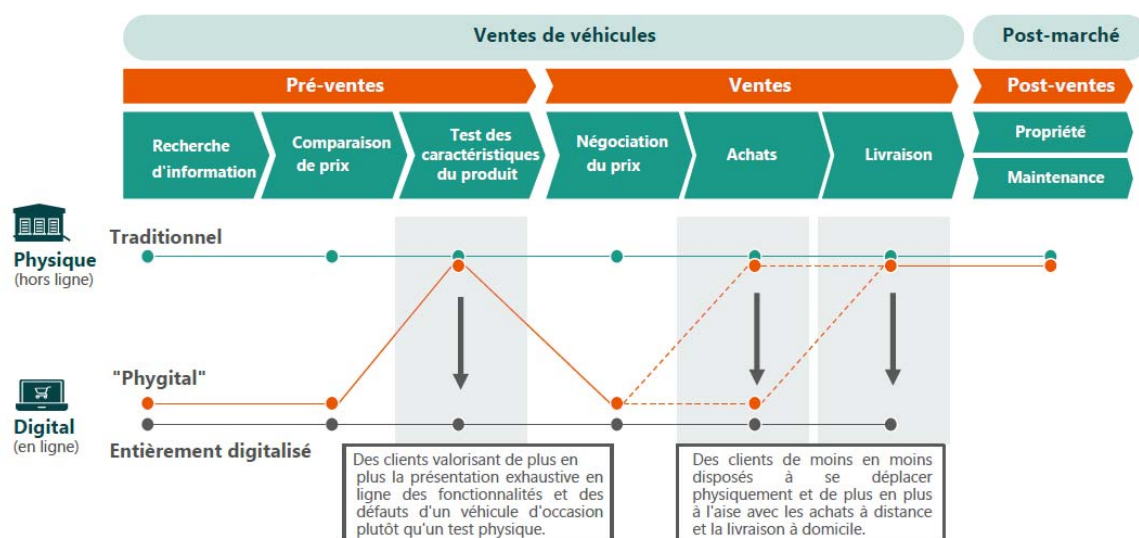 Ventes de véhicules
Post-marché
Pré-ventes
Ventes
Post-ventes
Recherche
d'information
Comparaison
de prix
Test des
caractéristiques
du produit
Négociation
du prix
Achats
Livraison
Propriété
Maintenance
Physique
(hors ligne)
Traditionnel
"Phygital"
Digital
(en ligne)
Entièrement digitalisé
Des clients valorisant de plus en
plus la présentation exhaustive en
ligne des fonctionnalités et des
défauts d'un véhicule d'occasion
plutôt qu'un test physique.
Des clients de moins en moins
disposés à se déplacer
physiquement et de plus en plus
à l'aise avec les achats à distance
et la livraison à domicile.